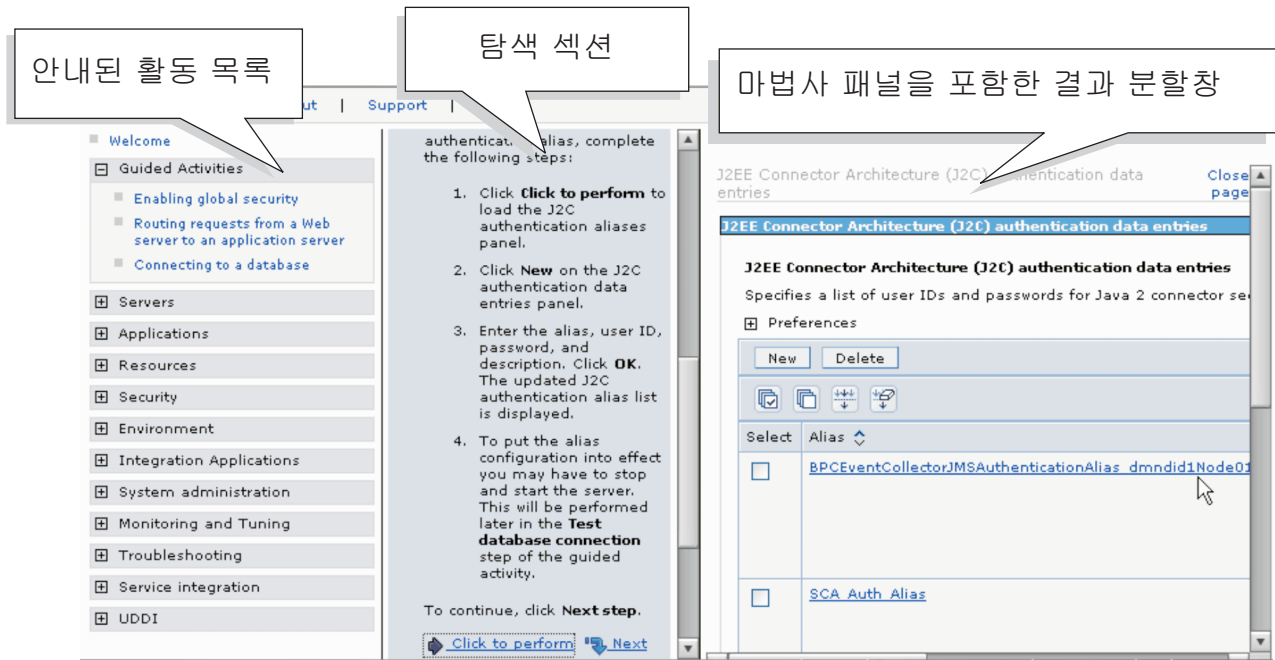 안내된 활동 목록
탐색 섹션
마법사 패널을 포함한 결과 분할창
ut | Support |
Welcome
Guided Activities
Enabling global security
Routing requests from a Web
server to an application server
Connecting to a database
Servers
Applications
Resources
Security
Environment
Integration Applications
System administration
Monitoring and Tuning
Troubleshooting
Service integration
UDDI
alias, complete
the following steps:
1. Click Click to perform to
load the J2C
authentication aliases
panel.
2. Click New on the J2C
authentication data
entries panel.
3. Enter the alias, user ID,
password, and
description. Click OK.
The updated J2C
authentication alias list
is displayed.
4. To put the alias
configuration into effect
you may have to stop
and start the server.
This will be performed
later in the Test
database connection
step of the guided
activity.
To continue, click Next step.
Click to perform Next
J2EE Connector Architecture (J2C) authentication data
entries
Close
page
J2EE Connector Architecture (J2C) authentication data entries
J2EE Connector Architecture (J2C) authentication data entries
Specifies a list of user IDs and passwords for Java 2 connector se
Preferences
New Delete
Select Alias
BPCEventCollectorJMSAuthenticationAlias_dmndid1Node01
SCA_Auth_Alias